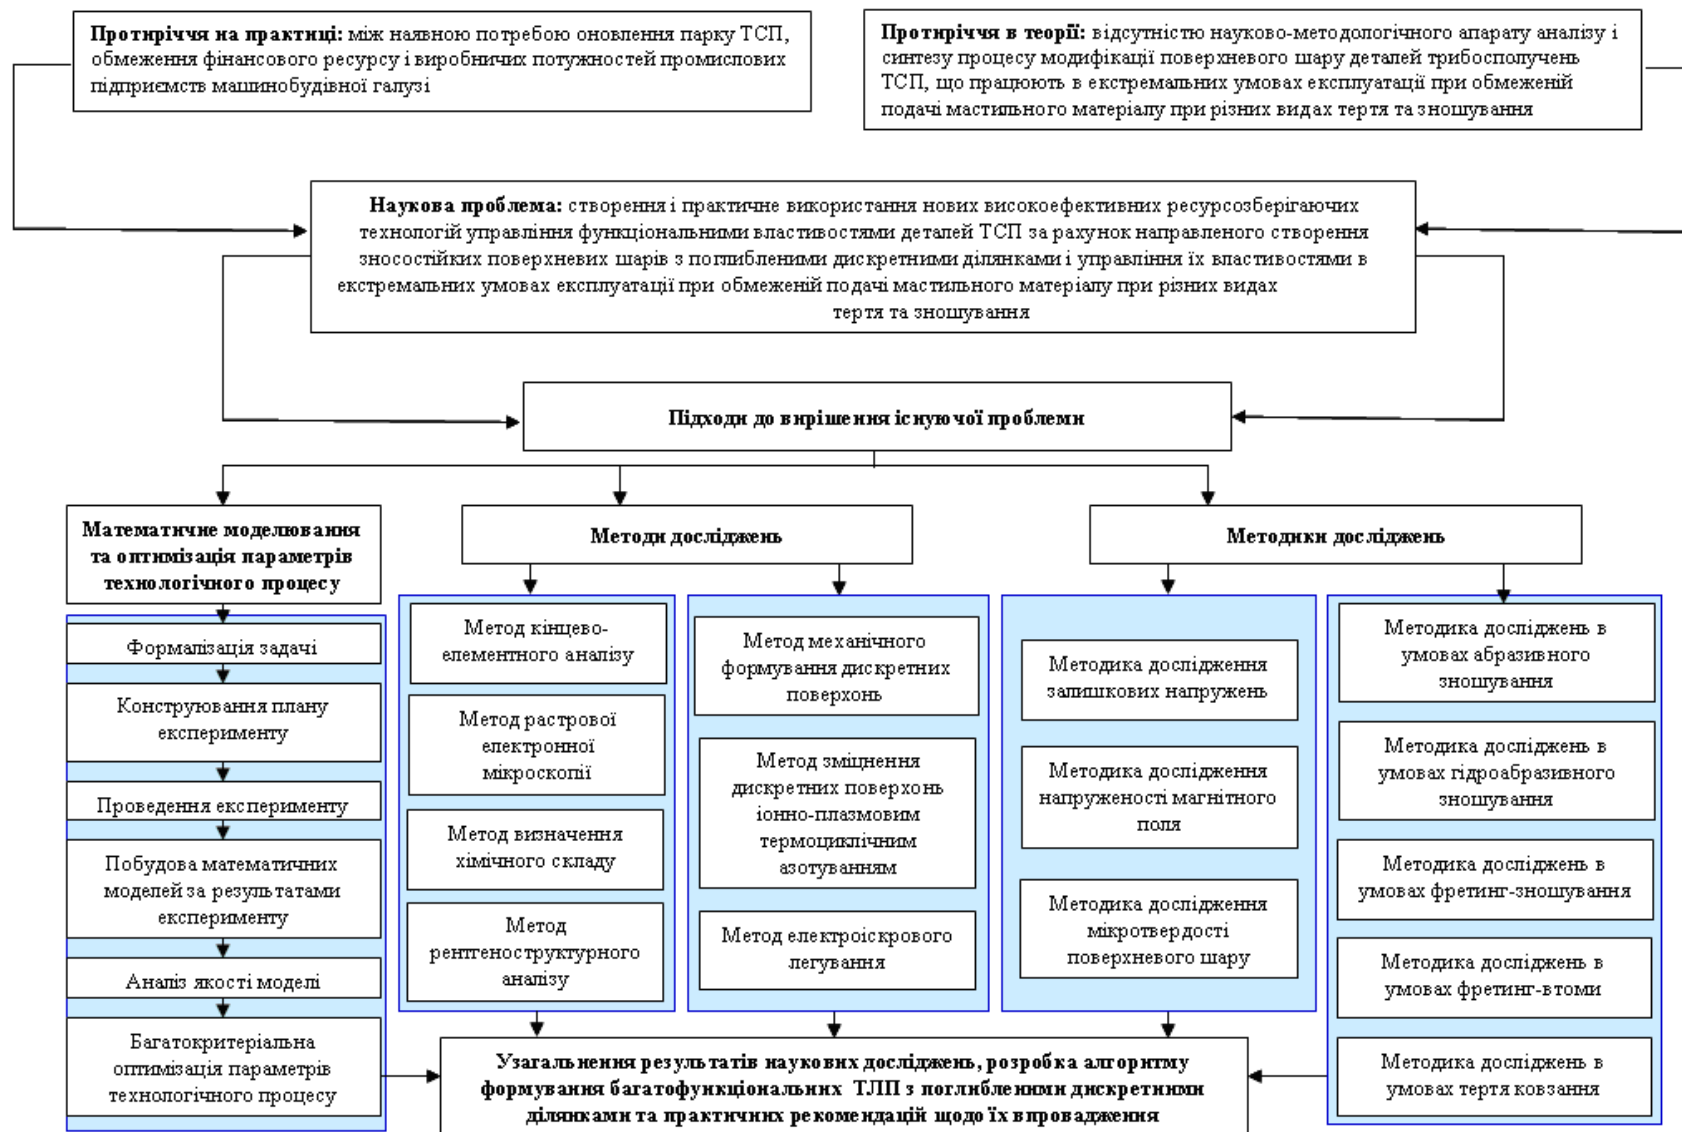 Протиріччя на практиці: між наявною потребою оновлення парку ТСП,
обмеження фінансового ресурсу і виробничих потужностей промислових
підприємств машинобудівної галузі
Протиріччя в теорії: відсутністю науково-методологічного апарату аналізу і
синтезу процесу модифікації поверхневого шару деталей трибосполучень
ТСП, що працюють в екстремальних умовах експлуатації при обмеженій
подачі мастильного матеріалу при різних видах тертя та зношування
Наукова проблема: створення і практичне використання нових високоефективних ресурсозберігаючих
технологій управління функціональними властивостями деталей ТСП за рахунок направленого створення
зносостійких поверхневих шарів з поглибленими дискретними ділянками і управління їх властивостями в
екстремальних умовах експлуатації при обмеженій подачі мастильного матеріалу при різних видах
тертя та зношування
Підходи до вирішення існуючої проблеми
Математичне моделювання
та оптимізація параметрів
технологічного процесу
Формалізація задачі
Конструювання плану
експерименту
Проведення експерименту
Побудова математичних
моделей за результатами
експерименту
Аналіз якості моделі
Багатокритеріальна
оптимізація параметрів
технологічного процесу
Методи досліджень
Метод кінцево-
елементного аналізу
Метод растрової
електронної
мікроскопії
Метод визначення
хімічного складу
Метод
рентгеноструктурного
аналізу
Метод механічного
формування дискретних
поверхонь
Метод зміцнення
дискретних поверхонь
іонно-плазмовим
термоциклічним
азотуванням
Метод електроіскрового
легування
Методики досліджень
Методика дослідження
залишкових напружень
Методика дослідження
напруженості магнітного
поля
Методика дослідження
мікротвердості
поверхневого шару
Методика досліджень в
умовах абразивного
зношування
Методика досліджень в
умовах гідроабразивного
зношування
Методика досліджень в
умовах фретинг-зношування
Методика досліджень в
умовах фретинг-втоми
Методика досліджень в
умовах тертя ковзання
Узагальнення результатів наукових досліджень, розробка алгоритму
формування багатофункціональних ТЛП з поглибленими дискретними
ділянками та практичних рекомендацій щодо їх впровадження